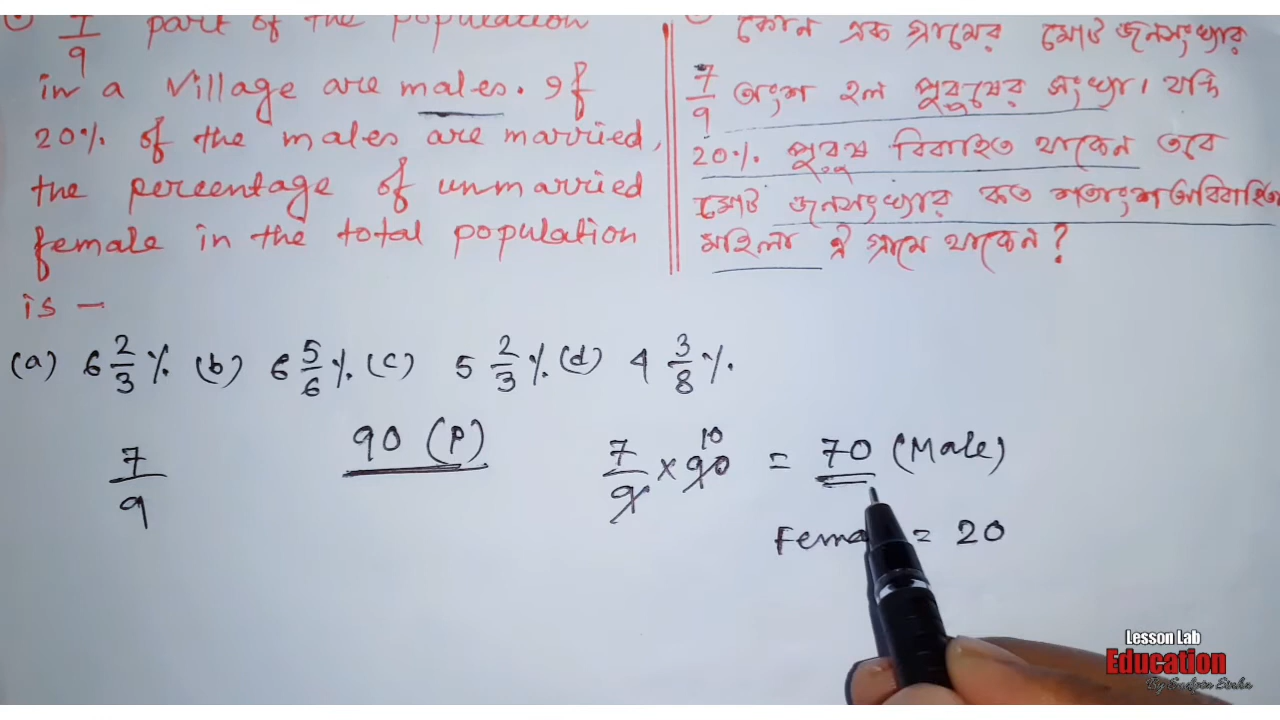 7/9 part of the population
in a village are males. If
20% of the males are married,
the percentage of unmarried
female in the total population
is —
কোন এক গ্রামের মোট জনসংখ্যার
7/9 অংশ হল পুরুষের সংখ্যা। যদি
20% পুরুষ বিবাহিত থাকেন তবে
মোট জনসংখ্যার কত শতাংশ অবিবাহিত
মহিলা ঐ গ্রামে থাকেন?
(a) 6 2/3 % (b) 6 5/6 % (c) 5 2/3 % (d) 4 3/8 %.
7/9 90 (P) 7/9 × 90 10 = 70 (Male)
= 20
Lesson Lab
Education